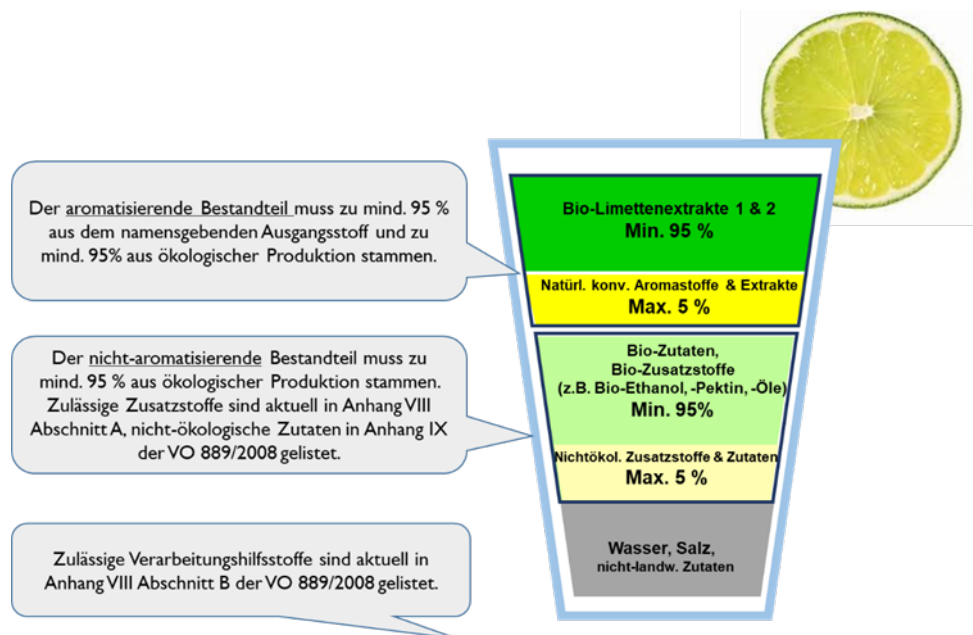 Der aromatisierende Bestandteil muss zu mind. 95 %
aus dem namensgebenden Ausgangsstoff und zu
mind. 95% aus ökologischer Produktion stammen.
Bio-Limettenextrakte 1 & 2
Min. 95 %
Natürl. konv. Aromastoffe & Extrakte
Max. 5 %
Der nicht-aromatisierende Bestandteil muss zu
mind. 95 % aus ökologischer Produktion stammen.
Zulässige Zusatzstoffe sind aktuell in Anhang VIII
Abschnitt A, nicht-ökologische Zutaten in Anhang IX
der VO 889/2008 gelistet.
Bio-Zutaten,
Bio-Zusatzstoffe
(z.B. Bio-Ethanol, -Pektin, -Öle)
Min. 95%
Nichtökol. Zusatzstoffe & Zutaten
Max. 5 %
Zulässige Verarbeitungshilfsstoffe sind aktuell in
Anhang VIII Abschnitt B der VO 889/2008 gelistet.
Wasser, Salz,
nicht-landw. Zutaten